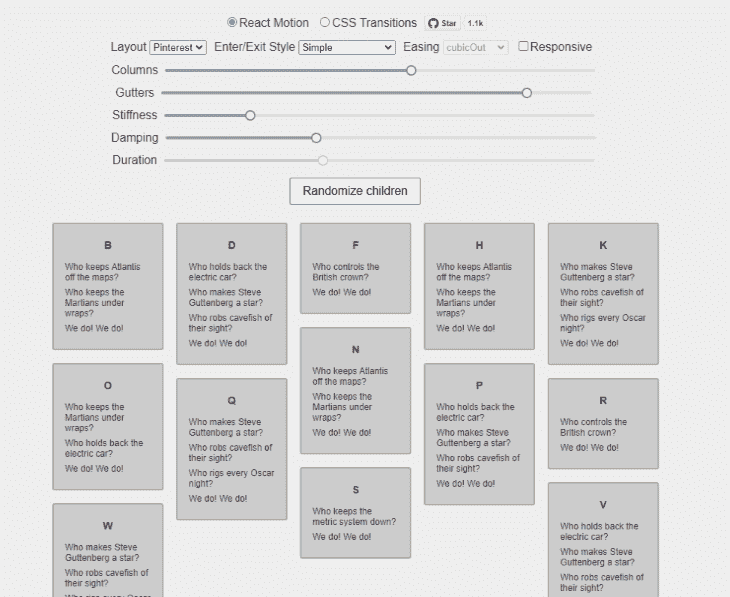 React Motion CSS Transitions Star 1.1k
Layout Pinterest Enter/Exit Style Simple Easing cubicOut Responsive
Columns
Gutters
Stiffness
Damping
Duration
Randomize children
B
Who keeps Atlantis
off the maps?
Who keeps the
Martians under
wraps?
We do! We do!
D
Who holds back the
electric car?
Who makes Steve
Guttenberg a star?
Who robs cavefish of
their sight?
We do! We do!
F
Who controls the
British crown?
We do! We do!
H
Who keeps Atlantis
off the maps?
Who keeps the
Martians under
wraps?
We do! We do!
K
Who makes Steve
Guttenberg a star?
Who robs cavefish of
their sight?
Who rigs every Oscar
night?
We do! We do!
O
Who keeps the
Martians under
wraps?
Who holds back the
electric car?
We do! We do!
Q
Who makes Steve
Guttenberg a star?
Who robs cavefish of
their sight?
Who rigs every Oscar
night?
We do! We do!
N
Who keeps Atlantis
off the maps?
Who keeps the
Martians under
wraps?
We do! We do!
P
Who holds back the
electric car?
Who makes Steve
Guttenberg a star?
Who robs cavefish of
their sight?
We do! We do!
R
Who controls the
British crown?
We do! We do!
W
Who makes Steve
Guttenberg a star?
Who robs cavefish of
their sight?
Who rigs every Oscar
S
Who keeps the
metric system down?
We do! We do!
V
Who holds back the
electric car?
Who makes Steve
Guttenberg a star?
Who robs cavefish of
their sight?